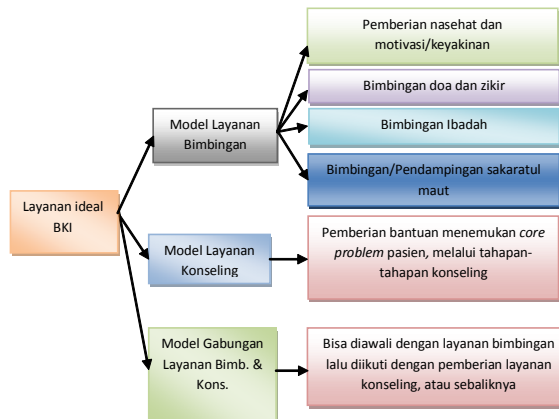 Pemberian nasehat dan
motivasi/keyakinan
Bimbingan doa dan zikir
Model Layanan
Bimbingan
Bimbingan Ibadah
Bimbingan/Pendampingan sakaratul
maut
Layanan ideal
BKI
Model Layanan
Konseling
Pemberian bantuan menemukan core
problem pasien, melalui tahapan-
tahapan konseling
Model Gabungan
Layanan Bimb. &
Kons.
Bisa diawali dengan layanan bimbingan
lalu diikuti dengan pemberian layanan
konseling, atau sebaliknya